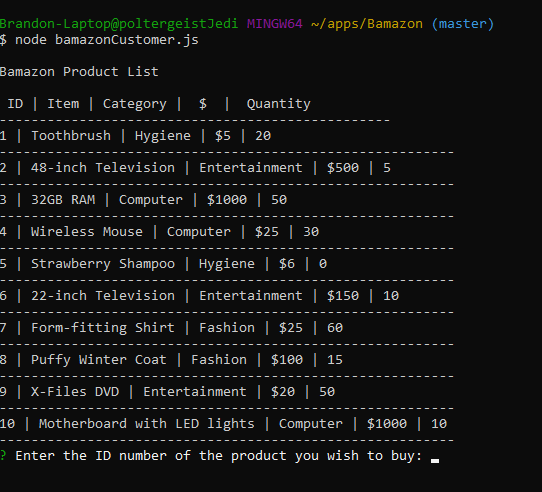 Brandon-Laptop@poltergeistJedi MINGW64 ~/apps/Bamazon (master)
$ node bamazonCustomer.js
Bamazon Product List
ID | Item | Category | $ | Quantity
-------------------------------------------------
1 | Toothbrush | Hygiene | $5 | 20
---------------------------------------------------------
2 | 48-inch Television | Entertainment | $500 | 5
---------------------------------------------------------
3 | 32GB RAM | Computer | $1000 | 50
---------------------------------------------------------
4 | Wireless Mouse | Computer | $25 | 30
---------------------------------------------------------
5 | Strawberry Shampoo | Hygiene | $6 | 0
---------------------------------------------------------
6 | 22-inch Television | Entertainment | $150 | 10
---------------------------------------------------------
7 | Form-fitting Shirt | Fashion | $25 | 60
---------------------------------------------------------
8 | Puffy Winter Coat | Fashion | $100 | 15
---------------------------------------------------------
9 | X-Files DVD | Entertainment | $20 | 50
---------------------------------------------------------
10 | Motherboard with LED lights | Computer | $1000 | 10
---------------------------------------------------------
? Enter the ID number of the product you wish to buy: